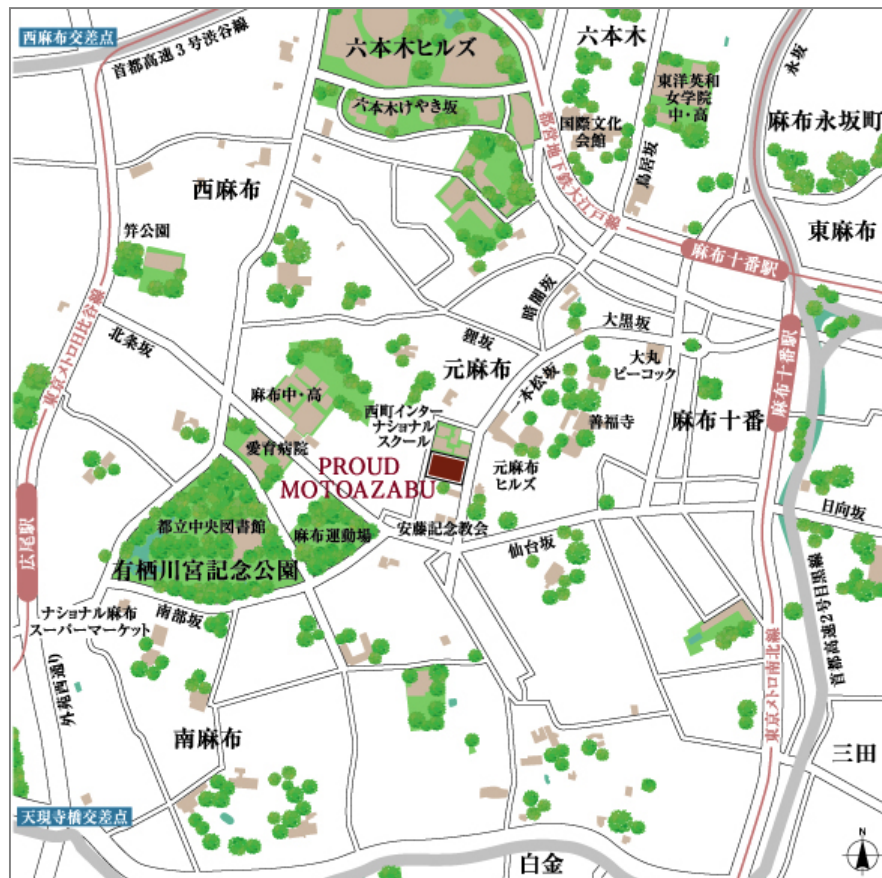 西麻布交差点
首都高速3号渋谷線
六本木ヒルズ
六本木
永坂
六本木けやき坂
東洋英和
女学院
中・高
国際文化
会館
麻布永坂町
鳥居坂
都営地下鉄大江戸線
西麻布
笄公園
東麻布
麻布十番駅
暗闇坂
東京メトロ日比谷線
北条坂
狸坂
大黒坂
元麻布
一本松坂
大丸
ピーコック
麻布十番駅
麻布中・高
西町インター
ナショナル
スクール
善福寺
麻布十番
愛育病院
PROUD
MOTOAZABU
元麻布
ヒルズ
日向坂
広尾駅
都立中央図書館
麻布運動場
安藤記念教会
仙台坂
有栖川宮記念公園
ナショナル麻布
スーパーマーケット
南部坂
首都高速2号目黒線
東京メトロ南北線
外苑西通り
南麻布
三田
天現寺橋交差点
白金
N